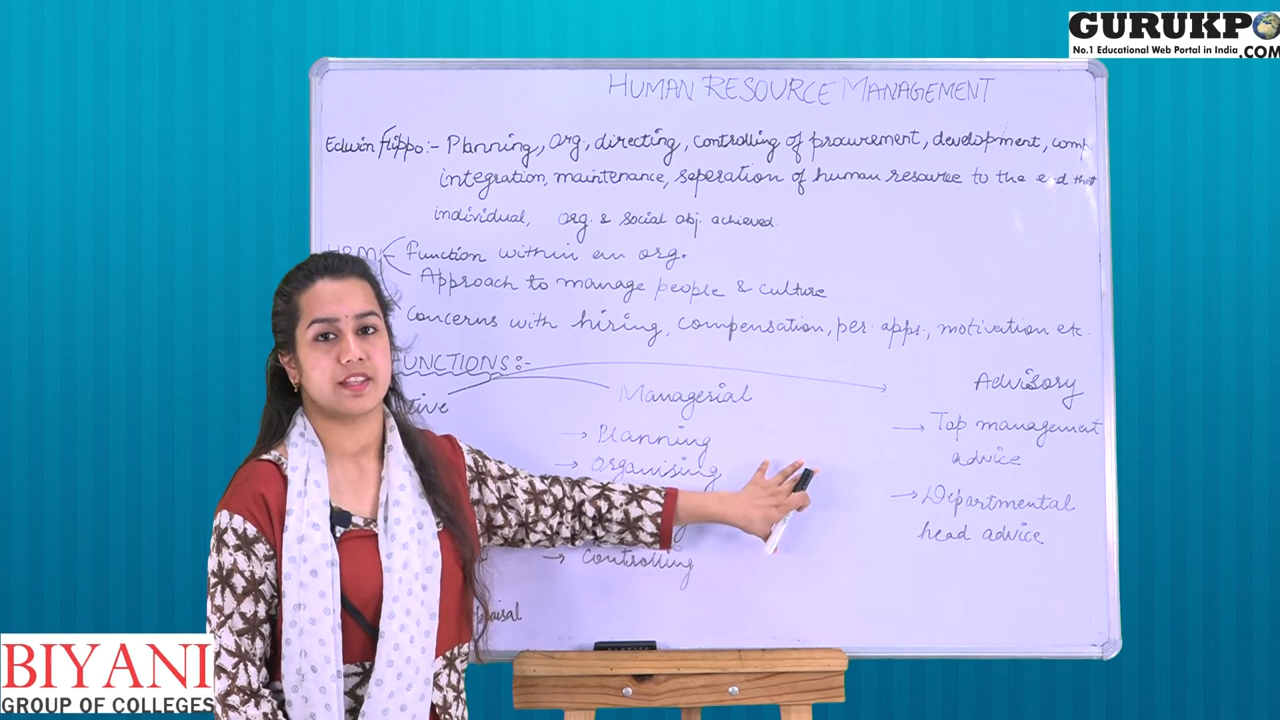 GURUKPO
No.1 Educational Web Portal in India .COM
HUMAN RESOURCE MANAGEMENT
Edwin flippo:- Planning, org, directing, controlling of procurement, development, comp.
integration, maintenance, seperation of human resource to the end that
individual, org. & social obj. achieved.
HRM Function within an org.
Approach to manage people & culture
Concerns with hiring, compensation, per. apps., motivation etc
FUNCTIONS:-
tive
Managerial
Advisory
→ Planning
→ Organising
→ Controlling
→ Top management
advice
→ Departmental
head advice
aisal
BIYANI
GROUP OF COLLEGES